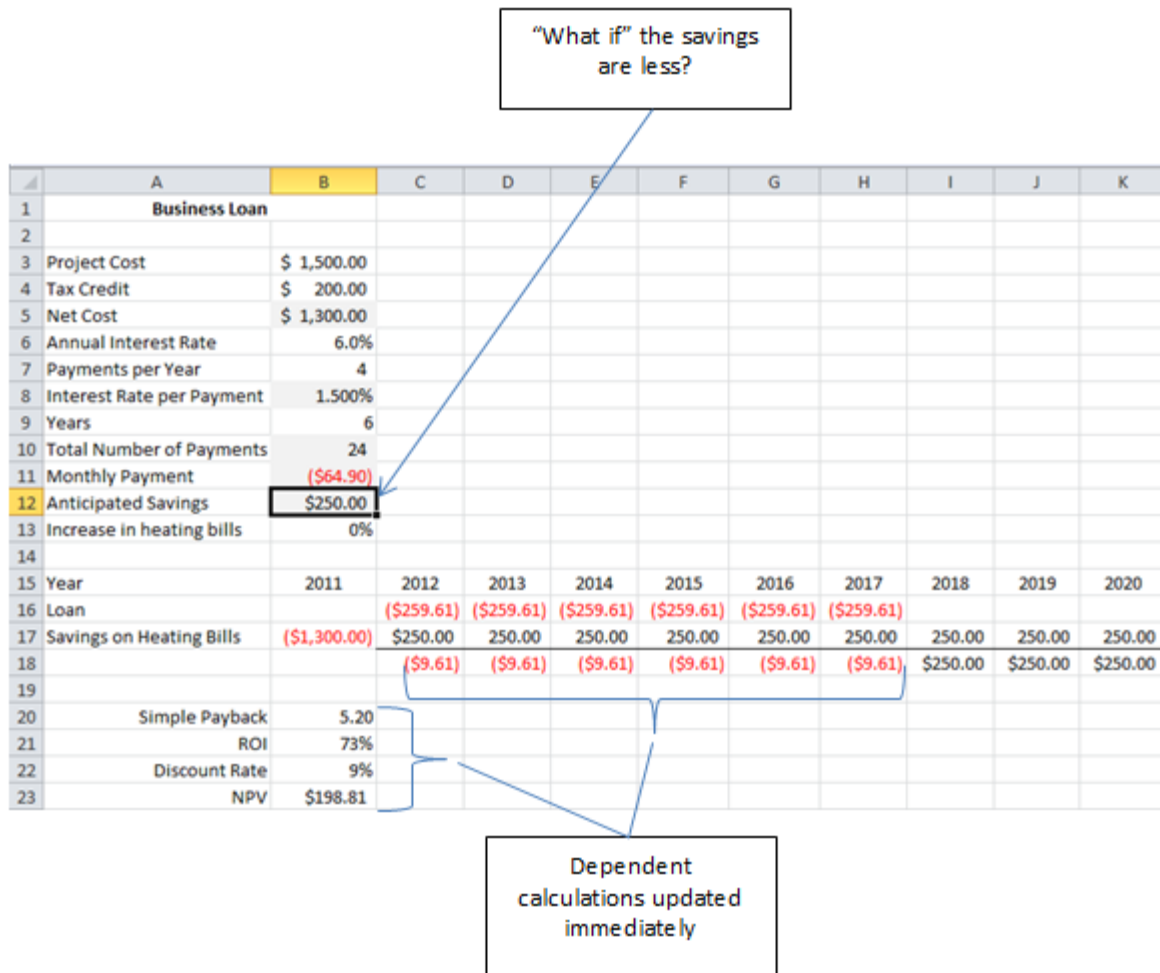 “What if” the savings
are less?
A B C D E F G H I J K
1 Business Loan
2
3 Project Cost $ 1,500.00
4 Tax Credit $ 200.00
5 Net Cost $ 1,300.00
6 Annual Interest Rate 6.0%
7 Payments per Year 4
8 Interest Rate per Payment 1.500%
9 Years 6
10 Total Number of Payments 24
11 Monthly Payment ($64.90)
12 Anticipated Savings $250.00
13 Increase in heating bills 0%
14
15 Year 2011 2012 2013 2014 2015 2016 2017 2018 2019 2020
16 Loan ($259.61) ($259.61) ($259.61) ($259.61) ($259.61) ($259.61)
17 Savings on Heating Bills ($1,300.00) $250.00 250.00 250.00 250.00 250.00 250.00 250.00 250.00 250.00
18 ($9.61) ($9.61) ($9.61) ($9.61) ($9.61) ($9.61) $250.00 $250.00 $250.00
19
20 Simple Payback 5.20
21 ROI 73%
22 Discount Rate 9%
23 NPV $198.81
Dependent
calculations updated
immediately